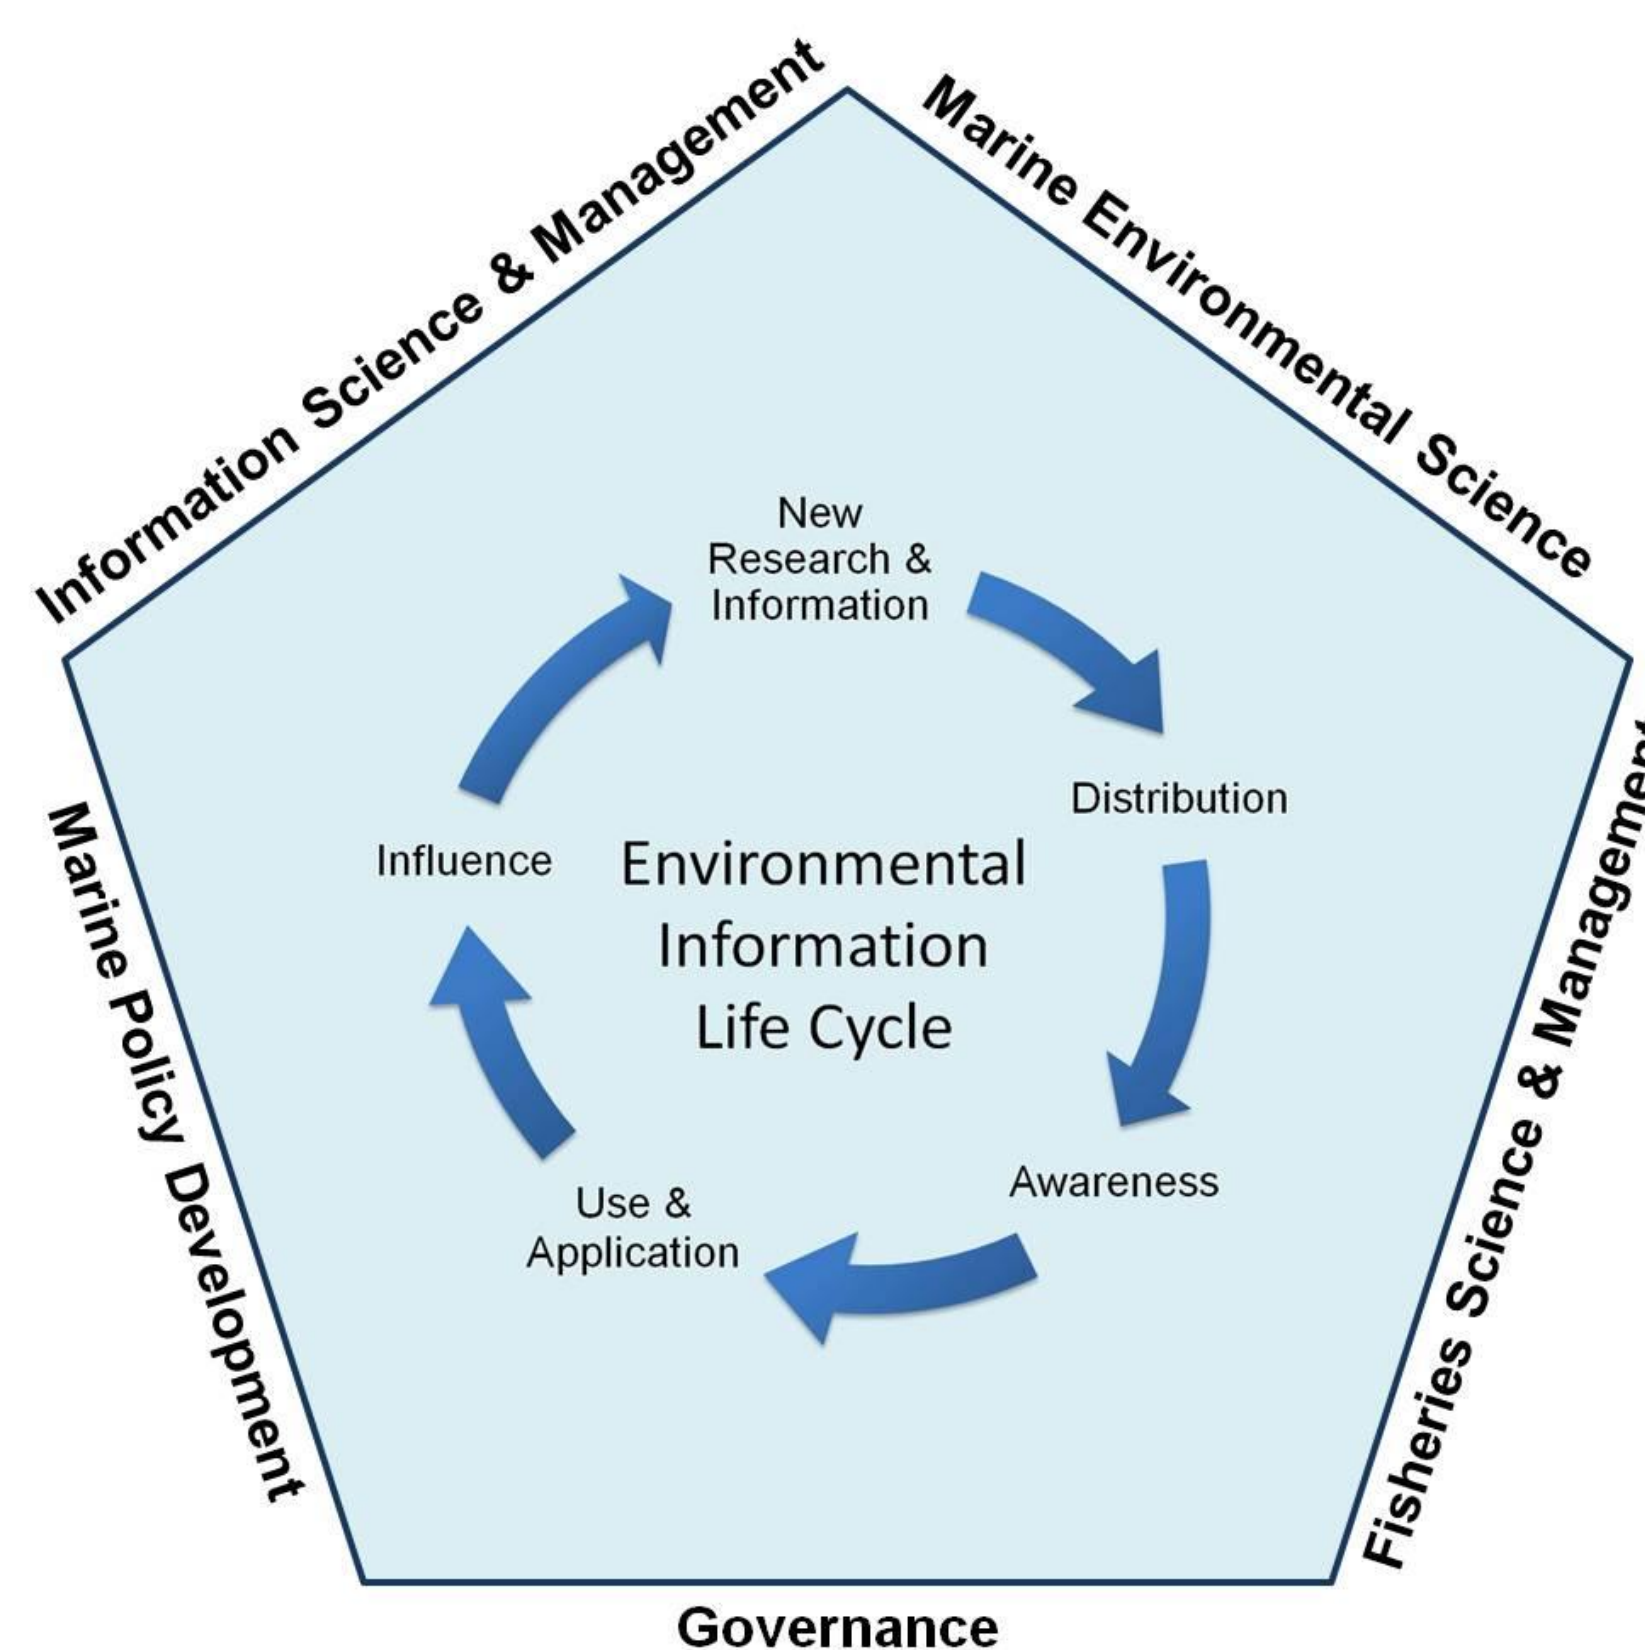 Information Science & Management
Marine Environmental Science
New
Research &
Information
Distribution
Influence
Environmental
Information
Life Cycle
Awareness
Use &
Application
Marine Policy Development
Fisheries Science & Management
Governance